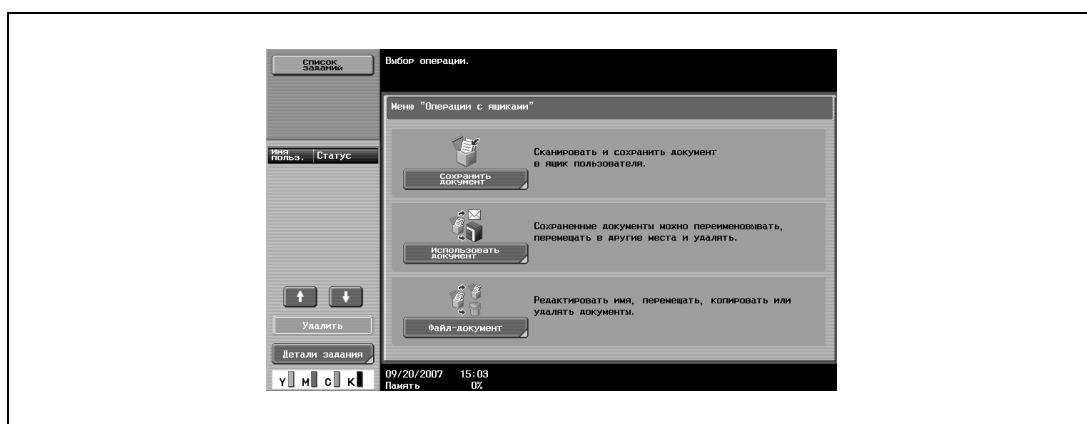 Список
заданий
Выбор операции.
Меню "Операции с ящиками"
Имя
польз.
Статус
Сканировать и сохранить документ
в ящик пользователя.
Сохранить
документ
Сохраненные документы можно переименовывать,
перемещать в другие места и удалять.
Использовать
документ
Редактировать имя, перемещать, копировать или
удалять документы.
Файл-документ
Удалить
Детали задания
Y M C K
09/20/2007 15:03
Память 0%